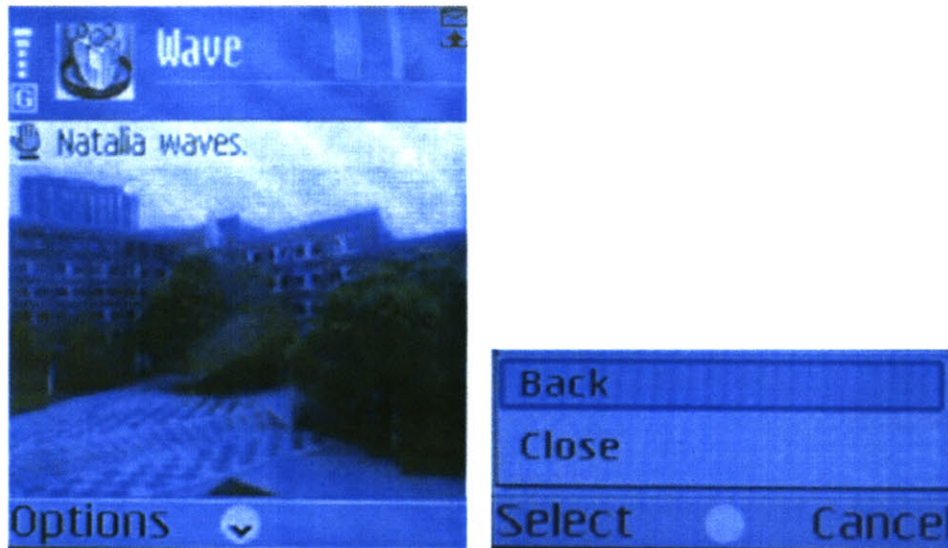 Wave
G
Natalia waves.
Options
Back
Close
Select Cancel